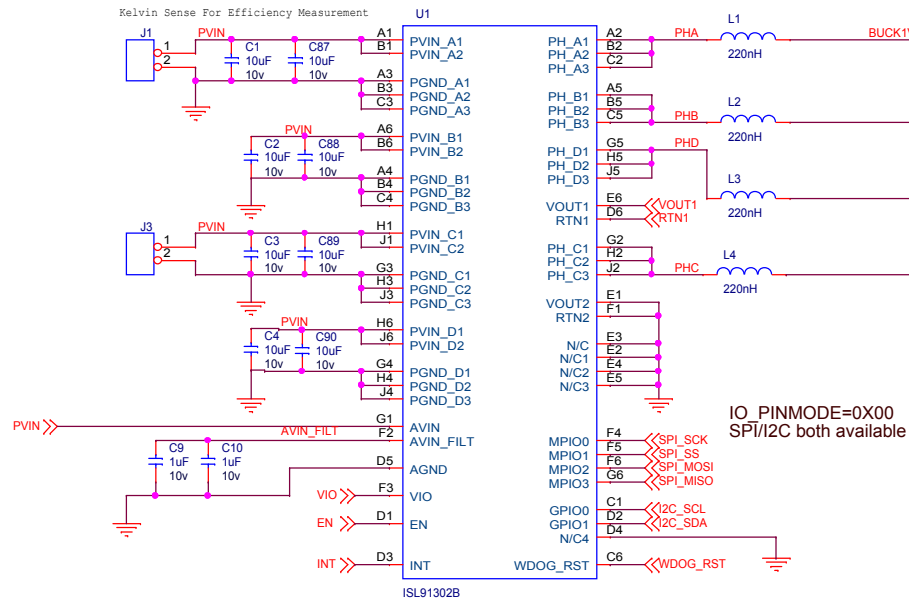 Kelvin Sense For Efficiency Measurement
U1
J1
1
2
PVIN
C1
10uF
10v
C87
10uF
10v
A1
B1
PVIN_A1
PVIN_A2
A3
B3
C3
PGND_A1
PGND_A2
PGND_A3
PVIN
C2
10uF
10v
C88
10uF
10v
A6
B6
PVIN_B1
PVIN_B2
A4
B4
C4
PGND_B1
PGND_B2
PGND_B3
J3
1
2
PVIN
C3
10uF
10v
C89
10uF
10v
H1
J1
PVIN_C1
PVIN_C2
G3
H3
J3
PGND_C1
PGND_C2
PGND_C3
PVIN
C4
10uF
10v
C90
10uF
10v
H6
J6
PVIN_D1
PVIN_D2
G4
H4
J4
PGND_D1
PGND_D2
PGND_D3
PVIN
G1
AVIN
AVIN_FILT
F2
AVIN_FILT
C9
1uF
10v
C10
1uF
10v
D5
AGND
VIO
F3
VIO
EN
D1
EN
INT
D3
INT
ISL91302B
PH_A1
PH_A2
PH_A3
A2
B2
C2
PHA
L1
220nH
BUCK1V
PH_B1
PH_B2
PH_B3
A5
B5
C5
PHB
L2
220nH
PH_D1
PH_D2
PH_D3
G5
H5
J5
PHD
L3
220nH
VOUT1
RTN1
E6
D6
VOUT1
RTN1
PH_C1
PH_C2
PH_C3
G2
H2
J2
PHC
L4
220nH
VOUT2
RTN2
E1
F1
N/C
N/C1
N/C2
N/C3
E3
E2
E4
E5
IO_PINMODE=0X00
SPI/I2C both available
MPIO0
MPIO1
MPIO2
MPIO3
F4
F5
F6
G6
SPI_SCK
SPI_SS
SPI_MOSI
SPI_MISO
GPIO0
GPIO1
N/C4
C1
D2
D4
I2C_SCL
I2C_SDA
WDOG_RST
C6
WDOG_RST